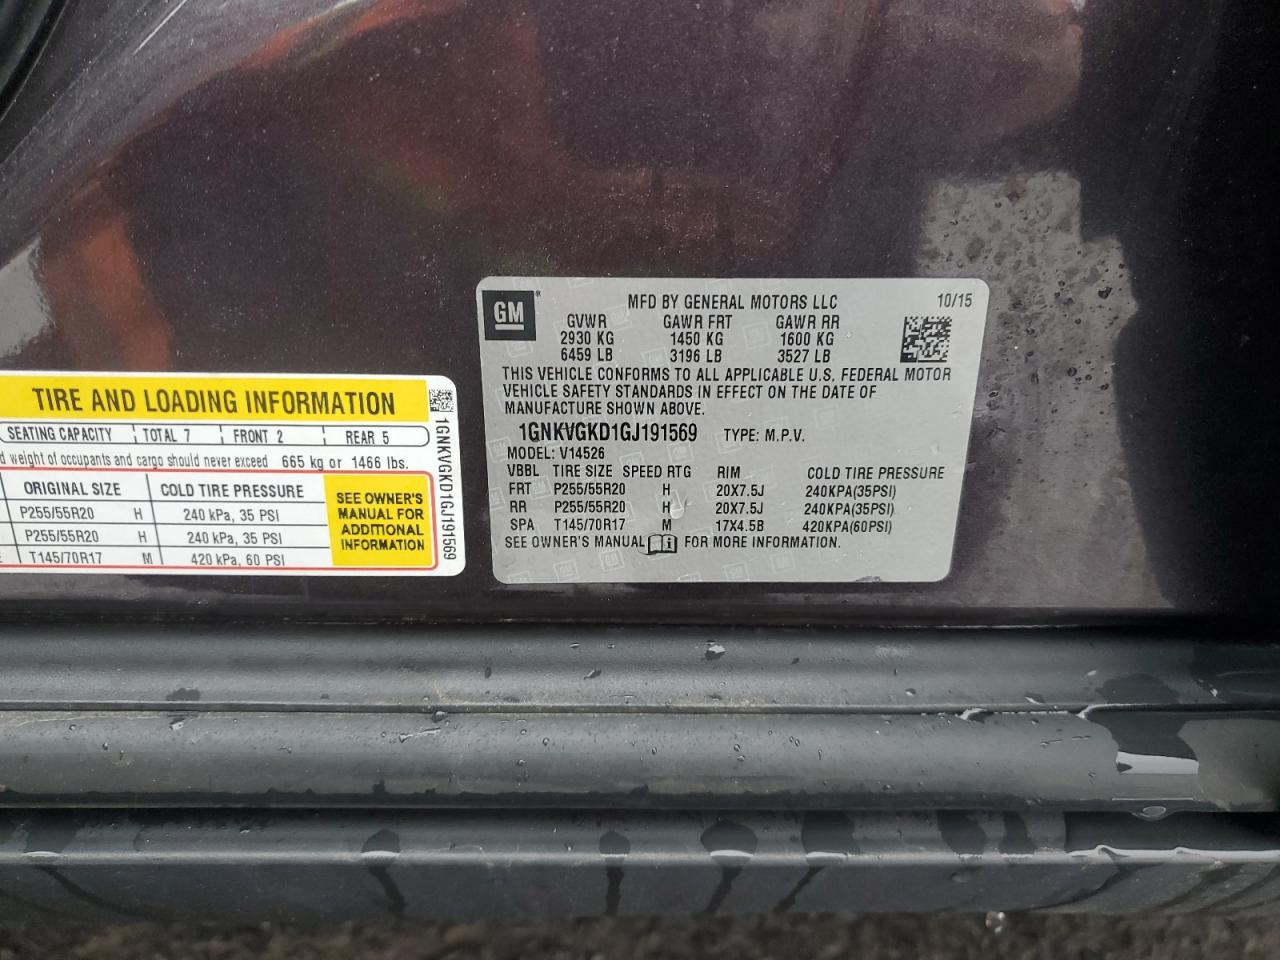 TIRE AND LOADING INFORMATION
SEATING CAPACITY TOTAL 7 FRONT 2 REAR 5
d weight of occupants and cargo should never exceed 665 kg or 1466 lbs.
ORIGINAL SIZE COLD TIRE PRESSURE
P255/55R20 H 240 kPa, 35 PSI
P255/55R20 H 240 kPa, 35 PSI
T145/70R17 M 420 kPa, 60 PSI
SEE OWNER'S
MANUAL FOR
ADDITIONAL
INFORMATION
1GNKVGKD1GJ191569
GM® MFD BY GENERAL MOTORS LLC 10/15
GVWR GAWR FRT GAWR RR
2930 KG 1450 KG 1600 KG
6459 LB 3196 LB 3527 LB
THIS VEHICLE CONFORMS TO ALL APPLICABLE U.S. FEDERAL MOTOR
VEHICLE SAFETY STANDARDS IN EFFECT ON THE DATE OF
MANUFACTURE SHOWN ABOVE.
1GNKVGKD1GJ191569 TYPE: M.P.V.
MODEL: V14526
VBBL TIRE SIZE SPEED RTG RIM COLD TIRE PRESSURE
FRT P255/55R20 H 20X7.5J 240KPA(35PSI)
RR P255/55R20 H 20X7.5J 240KPA(35PSI)
SPA T145/70R17 M 17X4.5B 420KPA(60PSI)
SEE OWNER'S MANUAL FOR MORE INFORMATION.